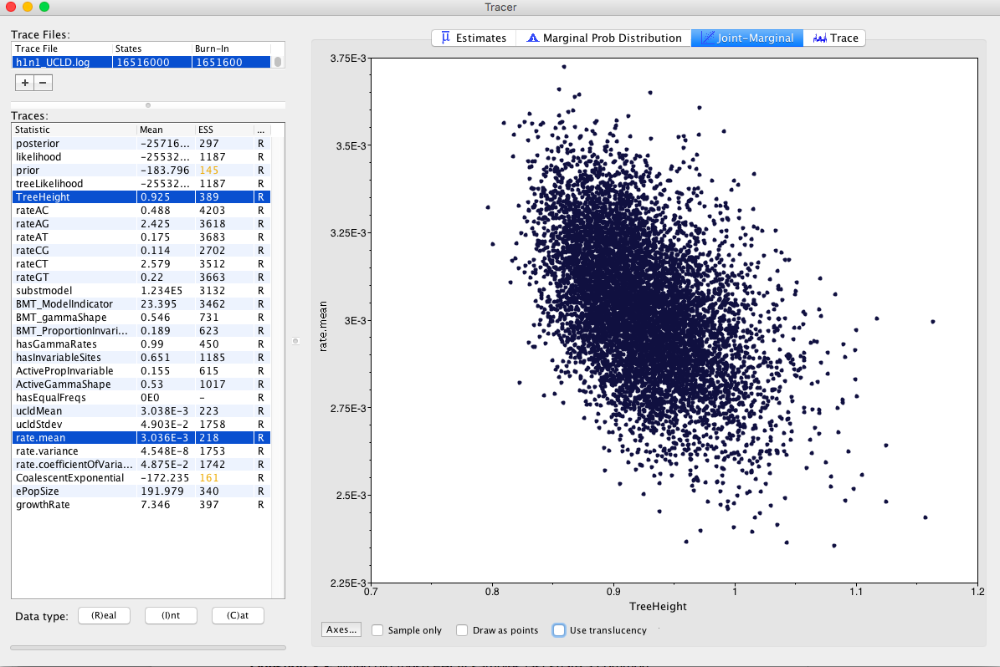 Tracer
Trace Files:
Trace File States Burn-In
h1n1_UCLD.log 16516000 1651600
+ −
Traces:
Statistic Mean ESS ...
posterior −25716... 297 R
likelihood −25532... 1187 R
prior −183.796 145 R
treeLikelihood −25532... 1187 R
TreeHeight 0.925 389 R
rateAC 0.488 4203 R
rateAG 2.425 3618 R
rateAT 0.175 3683 R
rateCG 0.114 2702 R
rateCT 2.579 3512 R
rateGT 0.22 3663 R
substmodel 1.234E5 3132 R
BMT_ModelIndicator 23.395 3462 R
BMT_gammaShape 0.546 731 R
BMT_ProportionInvari... 0.189 623 R
hasGammaRates 0.99 450 R
hasInvariableSites 0.651 1185 R
ActivePropInvariable 0.155 615 R
ActiveGammaShape 0.53 1017 R
hasEqualFreqs 0E0 - R
ucldMean 3.038E-3 223 R
ucldStdev 4.903E-2 1758 R
rate.mean 3.036E-3 218 R
rate.variance 4.548E-8 1753 R
rate.coefficientOfVaria... 4.875E-2 1742 R
CoalescentExponential −172.235 161 R
ePopSize 191.979 340 R
growthRate 7.346 397 R
Data type: (R)eal (I)nt (C)at
Estimates Marginal Prob Distribution Joint-Marginal Trace
3.75E-3
3.5E-3
3.25E-3
3E-3
2.75E-3
2.5E-3
2.25E-3
rate.mean
0.7 0.8 0.9 1 1.1 1.2
TreeHeight
Axes... Sample only Draw as points Use translucency